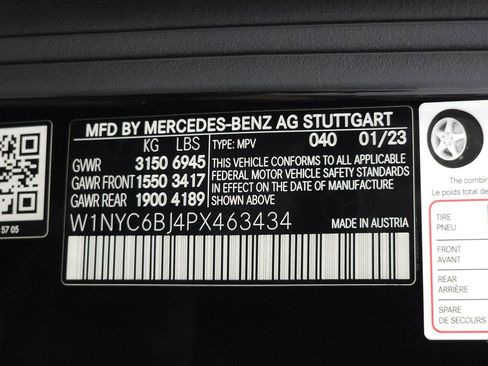 MFD BY MERCEDES-BENZ AG STUTTGART
KG LBS TYPE: MPV 040 01/23
GVWR 3150 6945
GAWR FRONT 1550 3417
GAWR REAR 1900 4189
THIS VEHICLE CONFORMS TO ALL APPLICABLE
FEDERAL MOTOR VEHICLE SAFETY STANDARDS
IN EFFECT ON THE DATE OF MANUFACTURE
SHOWN ABOVE
W1NYC6BJ4PX463434 MADE IN AUSTRIA
5705
The com
Le poids total de
TIRE
PNEU
FRONT
AVANT
REAR
ARRIÈRE
SPARE
DE SECOURS